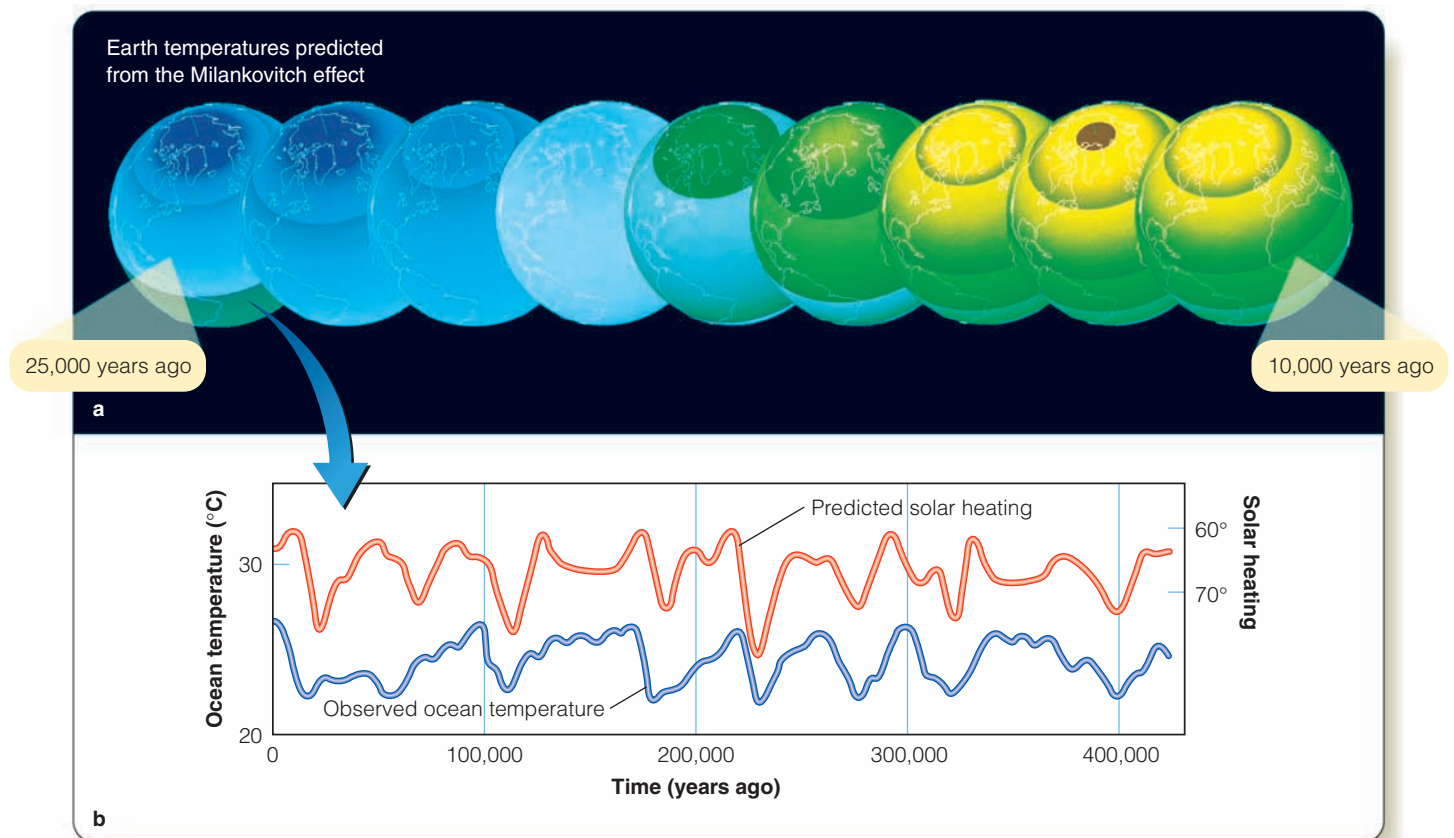 Earth temperatures predicted
from the Milankovitch effect
25,000 years ago
10,000 years ago
a
Ocean temperature (°C)
30
20
Predicted solar heating
Observed ocean temperature
60°
70°
Solar heating
0
100,000
200,000
300,000
400,000
Time (years ago)
b